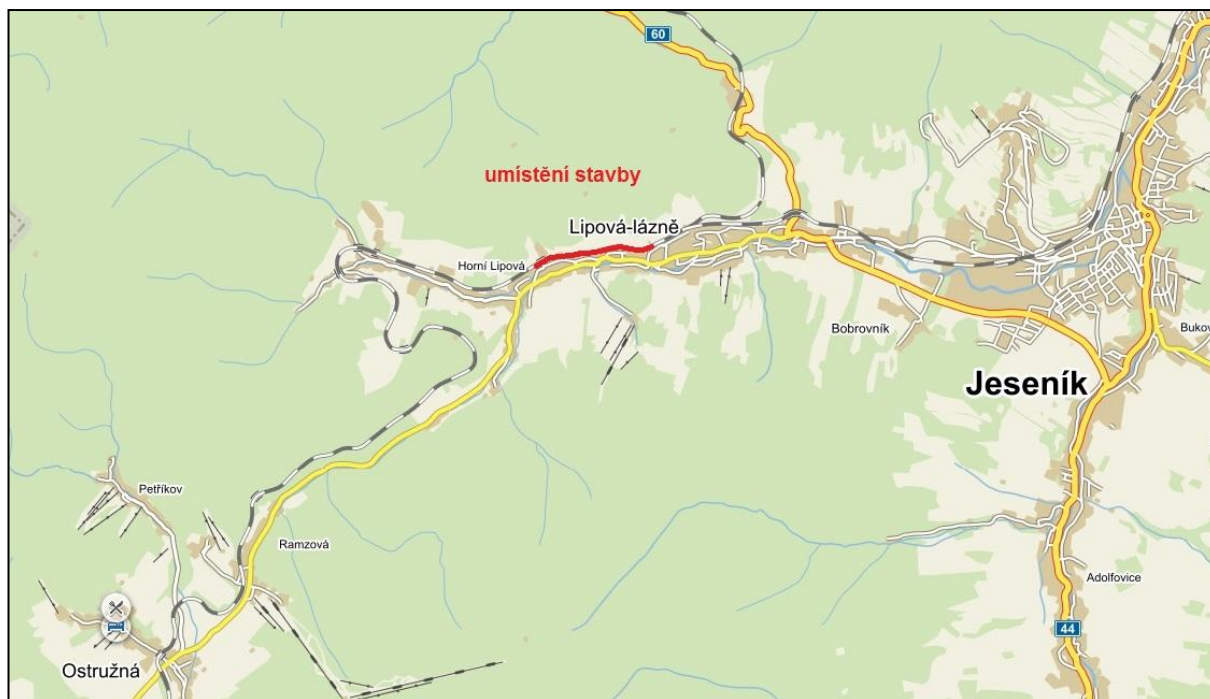 60
umístění stavby
Lipová-lázně
Horní Lipová
Bobrovník
Bukov
Jeseník
Petříkov
Ramzová
Adolfovice
44
Ostružná